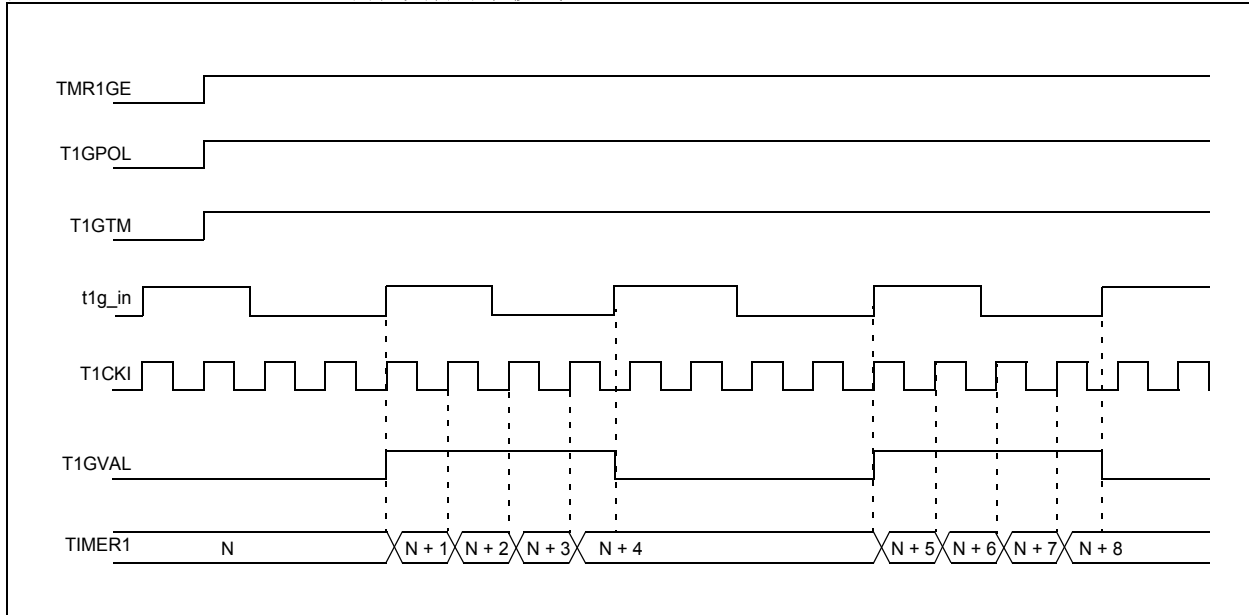 TMR1GE
T1GPOL
T1GTM
t1g_in
T1CKI
T1GVAL
TIMER1 N N + 1 N + 2 N + 3 N + 4 N + 5 N + 6 N + 7 N + 8